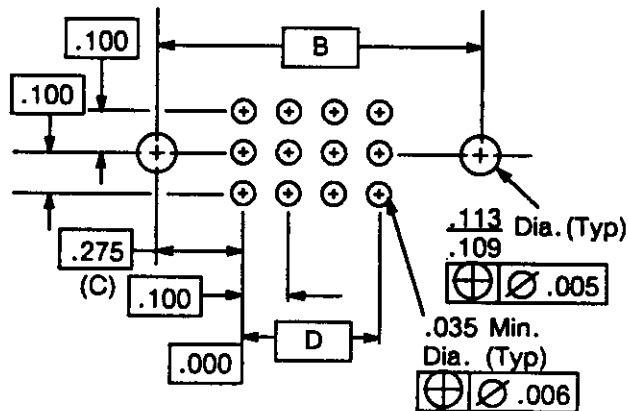 .100
B
.100
.113 Dia. (Typ)
.109
⌖ ⌀ .005
.275
(C)
.100
.035 Min.
Dia. (Typ)
⌖ ⌀ .006
D
.000